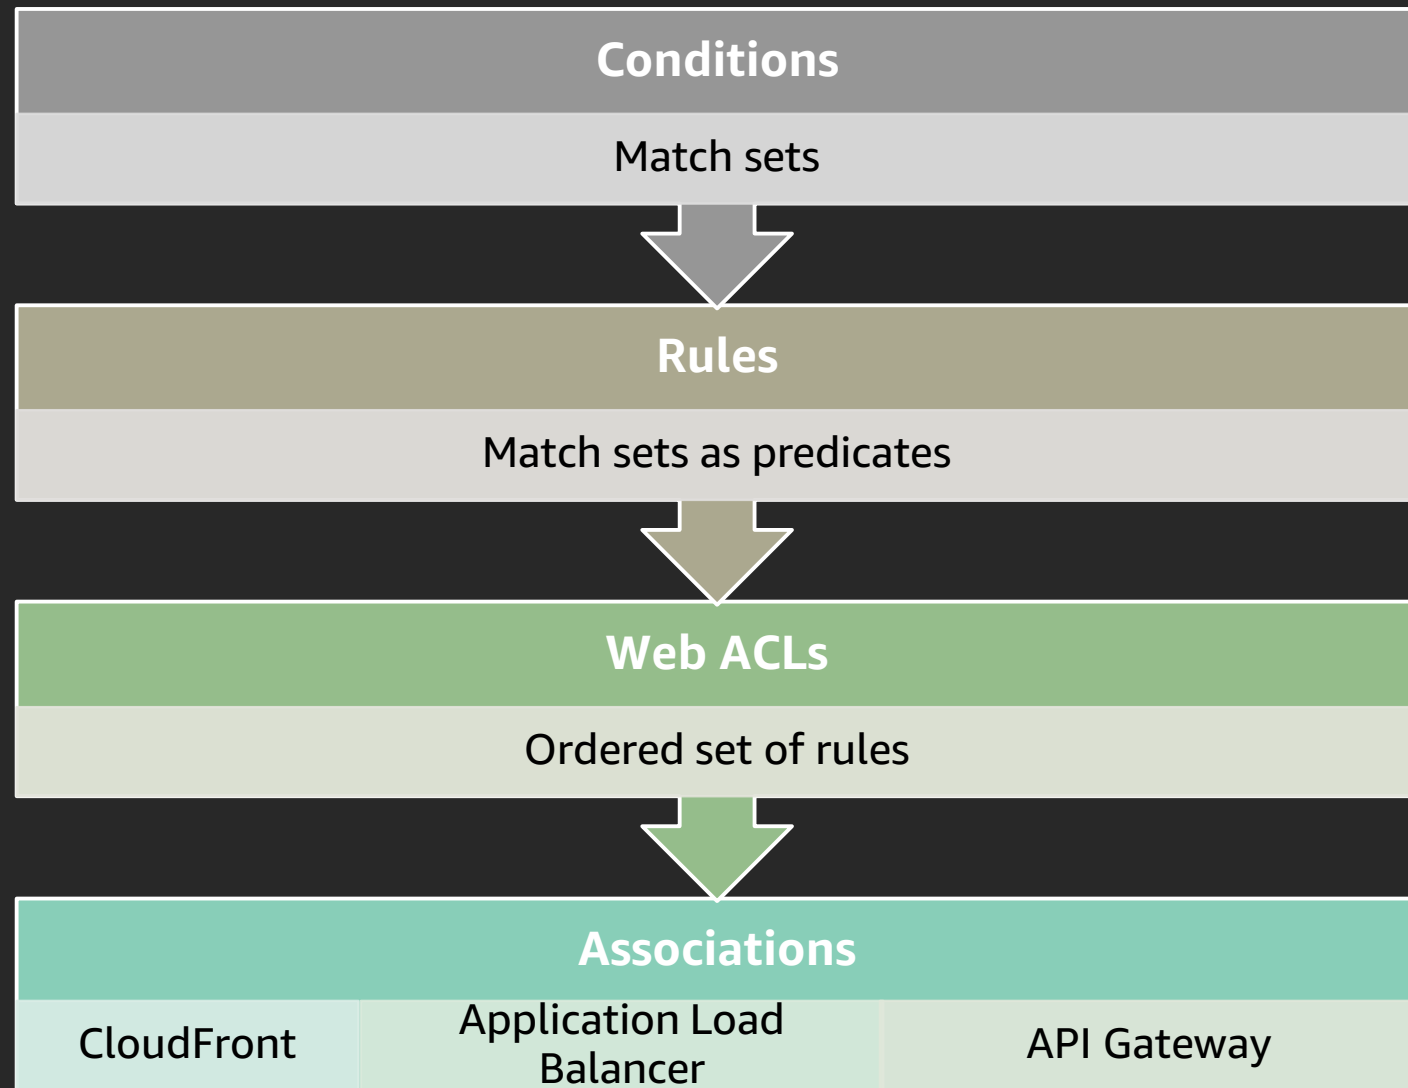 Conditions
Match sets
Rules
Match sets as predicates
Web ACLs
Ordered set of rules
Associations
CloudFront
Application Load
Balancer
API Gateway